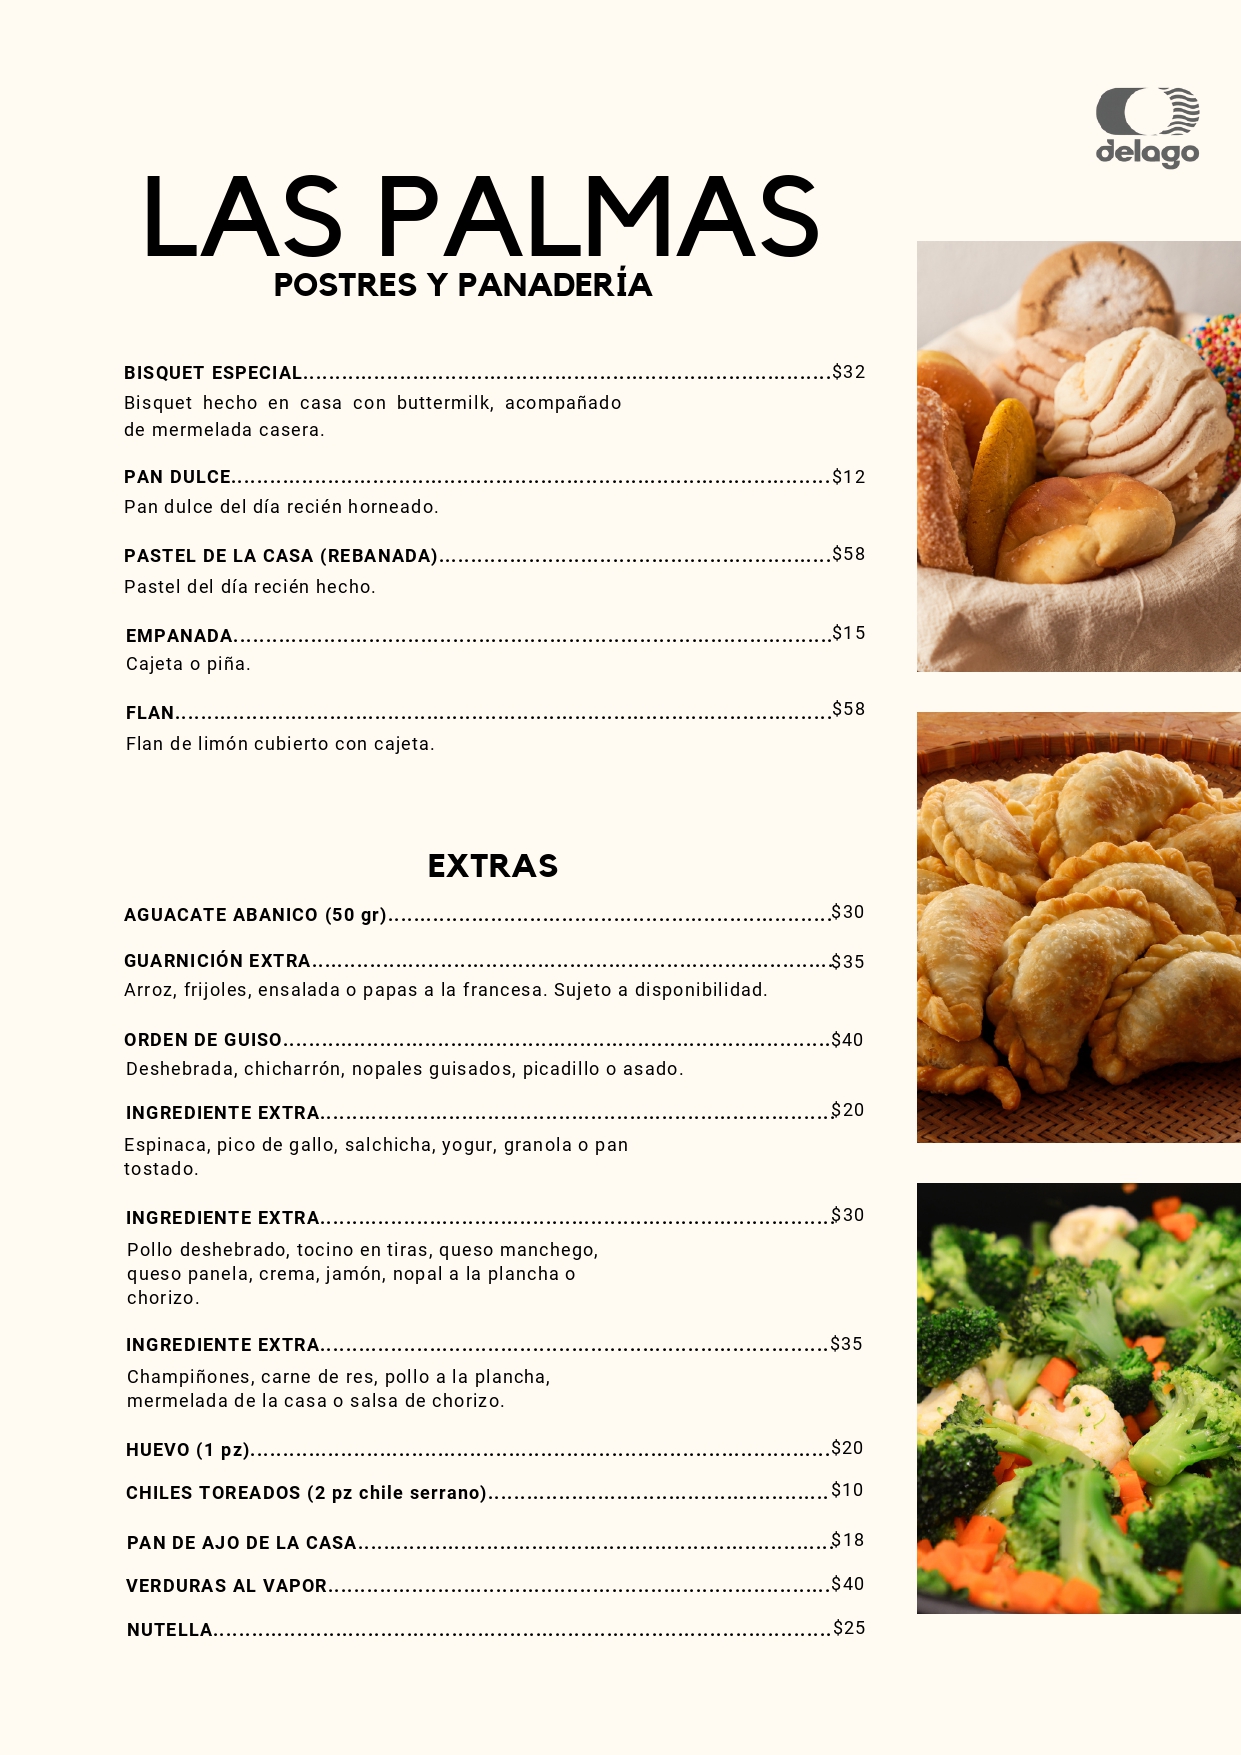 delago
LAS PALMAS
POSTRES Y PANADERÍA
BISQUET ESPECIAL........................................................................................$32
Bisquet hecho en casa con buttermilk, acompañado
de mermelada casera.
PAN DULCE....................................................................................................$12
Pan dulce del día recién horneado.
PASTEL DE LA CASA (REBANADA).................................................................$58
Pastel del día recién hecho.
EMPANADA....................................................................................................$15
Cajeta o piña.
FLAN..............................................................................................................$58
Flan de limón cubierto con cajeta.
EXTRAS
AGUACATE ABANICO (50 gr)..........................................................................$30
GUARNICIÓN EXTRA.......................................................................................$35
Arroz, frijoles, ensalada o papas a la francesa. Sujeto a disponibilidad.
ORDEN DE GUISO............................................................................................$40
Deshebrada, chicharrón, nopales guisados, picadillo o asado.
INGREDIENTE EXTRA......................................................................................$20
Espinaca, pico de gallo, salchicha, yogur, granola o pan
tostado.
INGREDIENTE EXTRA......................................................................................$30
Pollo deshebrado, tocino en tiras, queso manchego,
queso panela, crema, jamón, nopal a la plancha o
chorizo.
INGREDIENTE EXTRA.....................................................................................$35
Champiñones, carne de res, pollo a la plancha,
mermelada de la casa o salsa de chorizo.
HUEVO (1 pz).................................................................................................$20
CHILES TOREADOS (2 pz chile serrano).........................................................$10
PAN DE AJO DE LA CASA................................................................................$18
VERDURAS AL VAPOR....................................................................................$40
NUTELLA.......................................................................................................$25